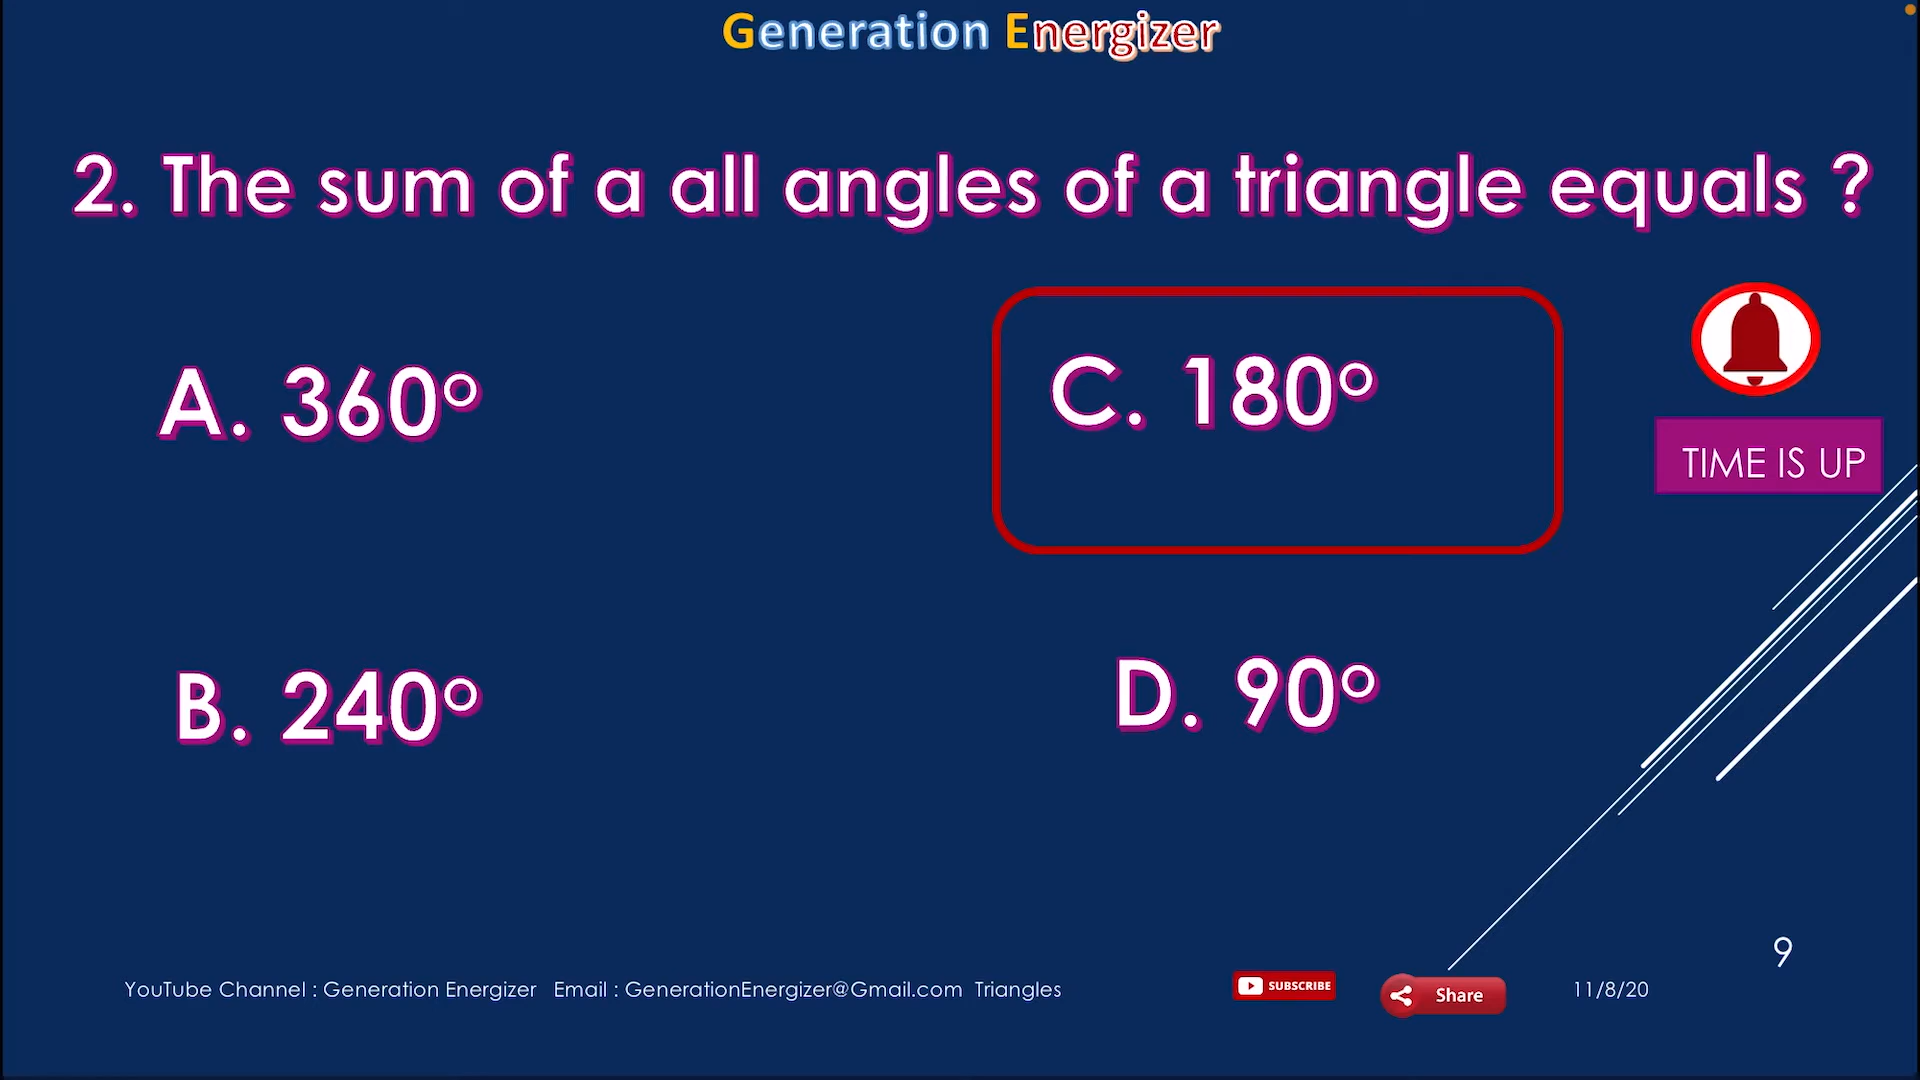 Generation Energizer
2. The sum of a all angles of a triangle equals ?
A. 360°
C. 180°
TIME IS UP
B. 240°
D. 90°
9
YouTube Channel : Generation Energizer Email : GenerationEnergizer@Gmail.com Triangles
SUBSCRIBE
Share
11/8/20